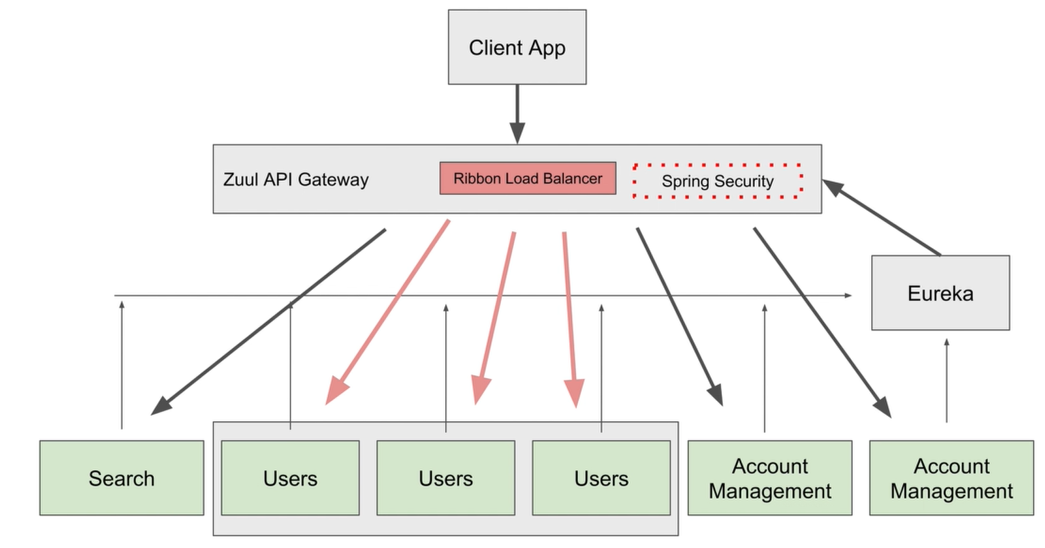 Client App
Zuul API Gateway
Ribbon Load Balancer
Spring Security
Eureka
Search
Users
Users
Users
Account
Management
Account
Management